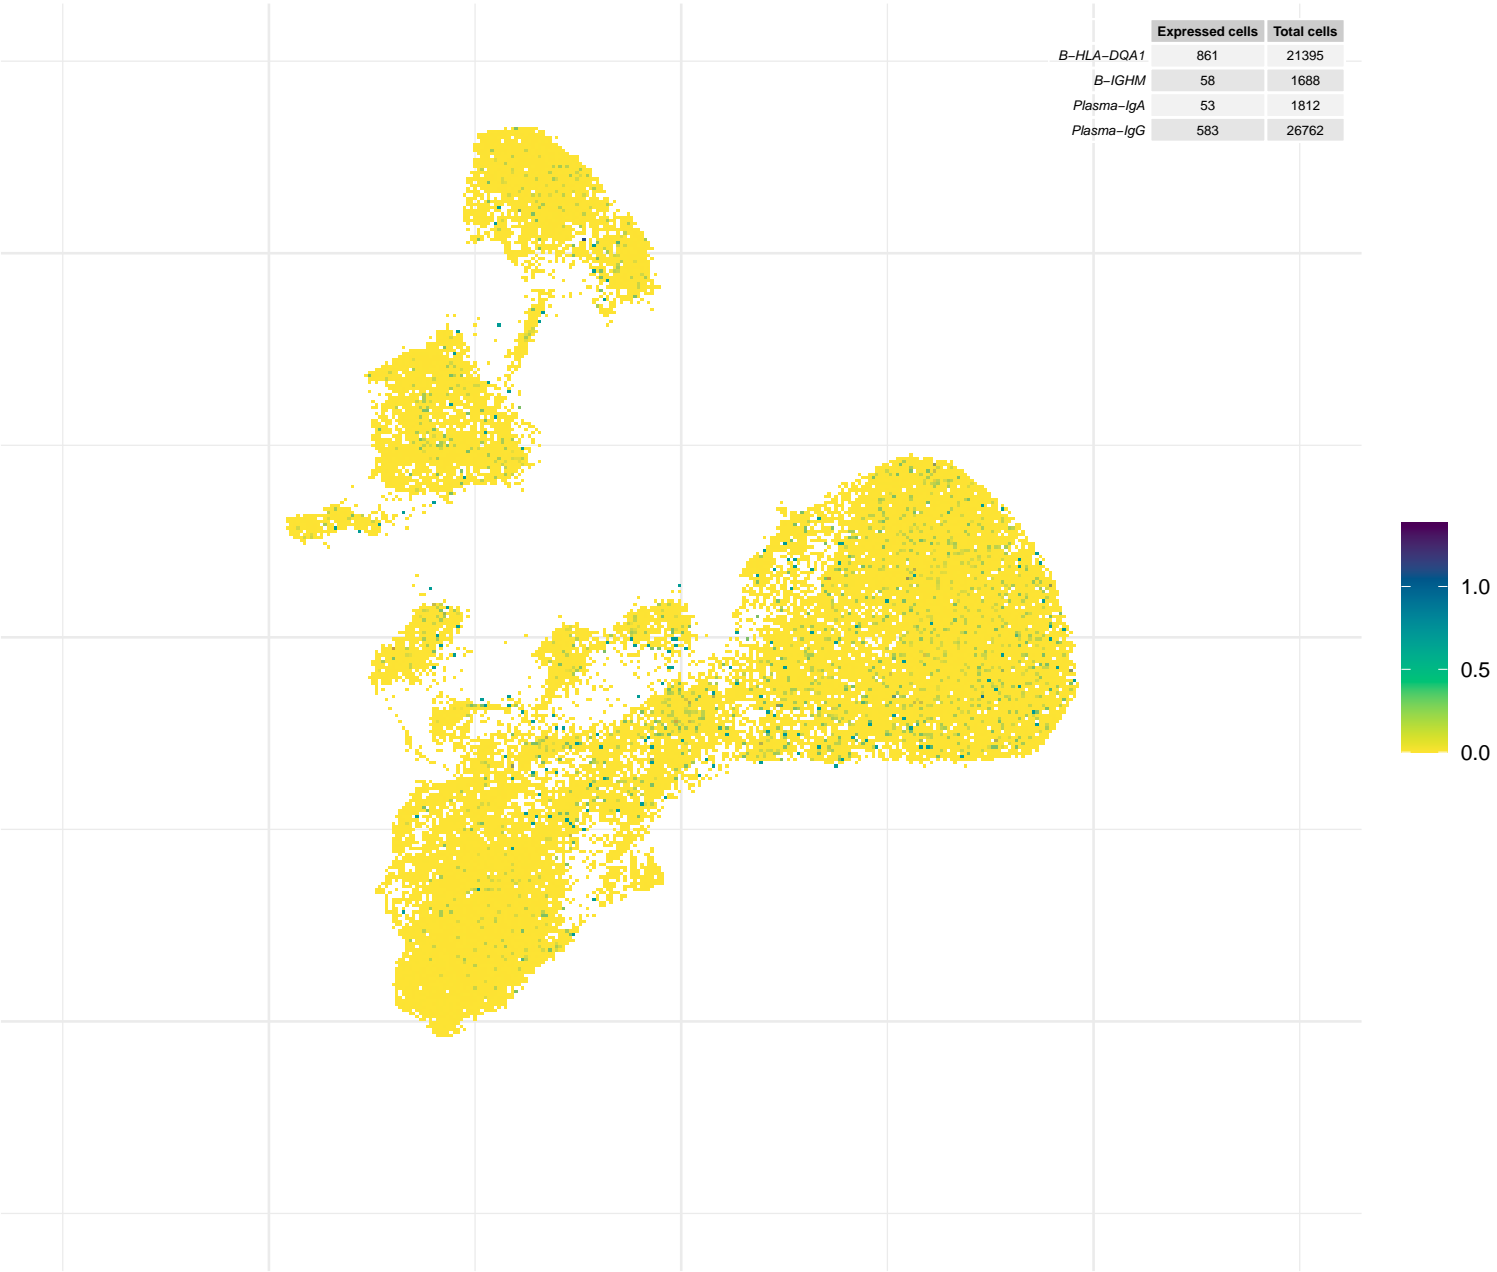 Expressed cells Total cells
B−HLA−DQA1 861 21395
B−IGHM 58 1688
Plasma−IgA 53 1812
Plasma−IgG 583 26762
1.0
0.5
0.0